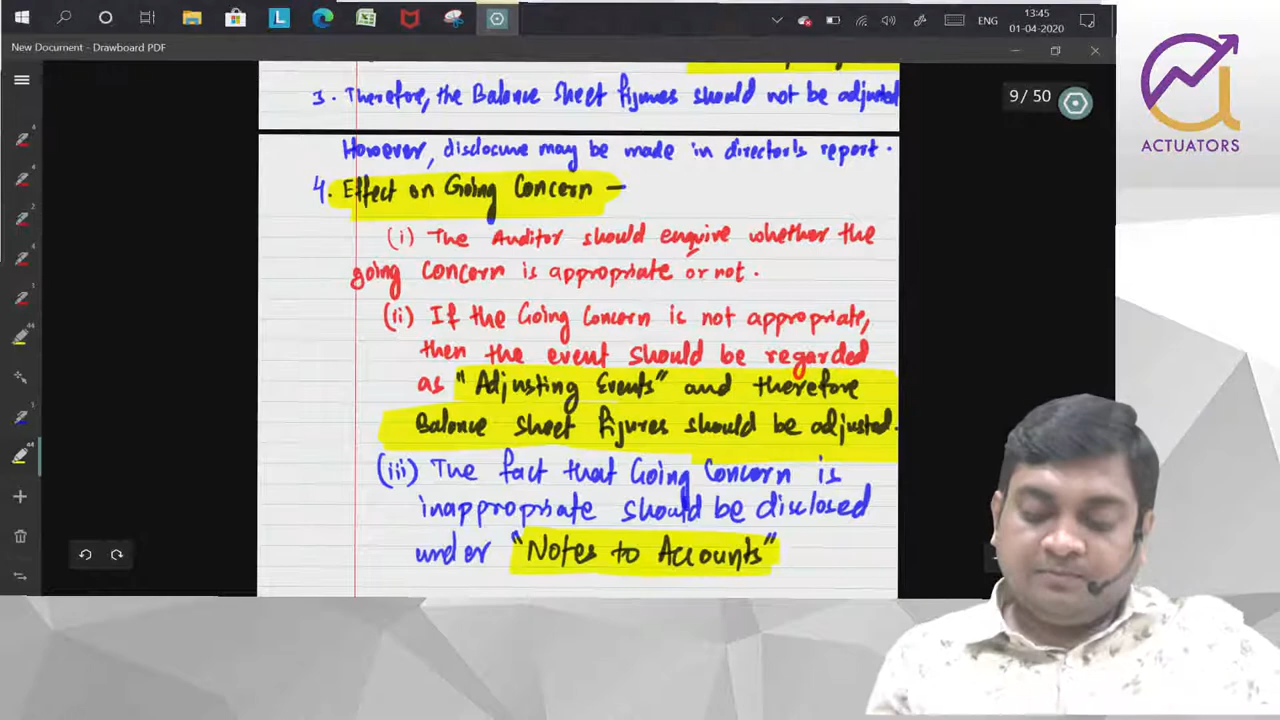 ENG
13:45
01-04-2020
New Document - Drawboard PDF
9 / 50
ACTUATORS
3. Therefore, the Balance Sheet figures should not be adjusted
However, disclosure may be made in director's report.
4. Effect on Going Concern –
(i) The Auditor should enquire whether the
going concern is appropriate or not.
(ii) If the Going Concern is not appropriate,
then the event should be regarded
as "Adjusting Events" and therefore
Balance sheet figures should be adjusted.
(iii) The fact that Going Concern is
inappropriate should be disclosed
under "Notes to Accounts"